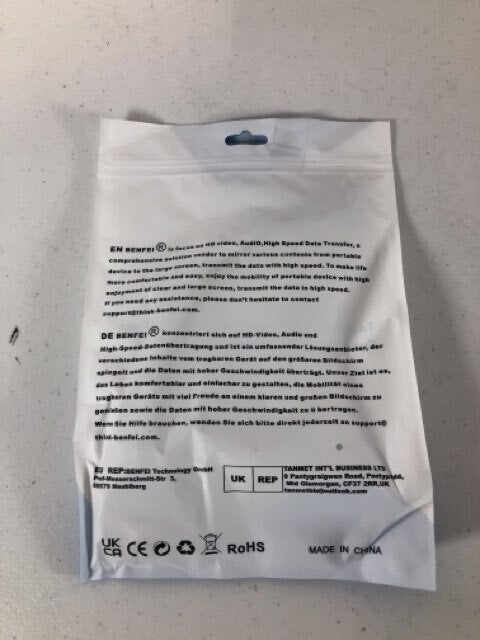 EN BENFEI® is focus on HD video, Audio,High Speed Data Transfer, a
comprehensive solution vendor to mirror various contents from portable
device to the large screen, transmit the data with high speed. To make life
more comfortable and easy, enjoy the mobility of portable device with high
enjoyment of clear and large screen, transmit the data in high speed.
If you need any assistance, please don't hesitate to contact
support@thint-benfei.com.
DE BENFEI® konzentriert sich auf HD-Video, Audio und
High-Speed-Datenübertragung und ist ein umfassender Lösungsanbieter, der
verschiedene Inhalte vom tragbaren Gerät auf den größeren Bildschirm
spiegelt und die Daten mit hoher Geschwindigkeit überträgt. Unser Ziel ist es,
das Leben komfortabler und einfacher zu gestalten, die Mobilität eines
tragbaren Geräts mit viel Freude an einem klaren und großen Bildschirm zu
genießen sowie die Daten mit hoher Geschwindigkeit zu übertragen.
Wenn Sie Hilfe brauchen, wenden Sie sich bitte direkt jederzeit an support@
thint-benfei.com.
EU REP:BENFEI Technology GmbH
Messerschmitt-Str 3,
Neubiberg
UK REP
TANMET INT'L BUSINESS LTD
9 Pantygraigwen Road, Pontypridd,
Mid Glamorgan, CF37 2RR,UK
tanmetbiz@outlook.com
UK
CA CE RoHS
MADE IN CHINA